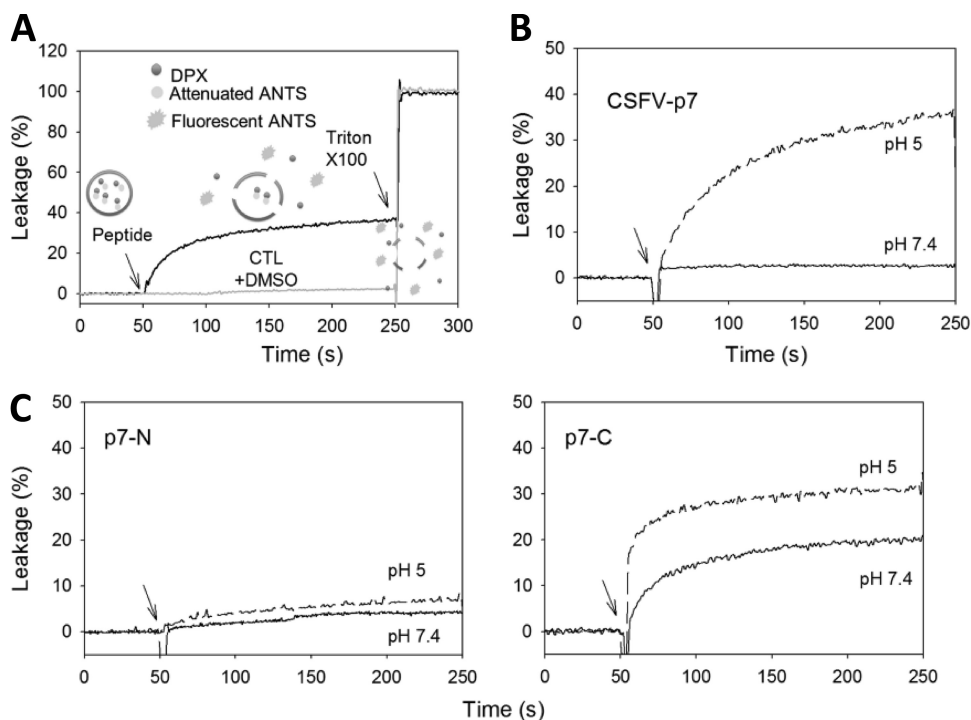 A
120
100
80
60
40
20
0
Leakage (%)
DPX
Attenuated ANTS
Fluorescent ANTS
Triton
X100
Peptide
CTL
+DMSO
0 50 100 150 200 250 300
Time (s)
B
50
40
30
20
10
0
Leakage (%)
CSFV-p7
pH 5
pH 7.4
0 50 100 150 200 250
Time (s)
C
50
40
30
20
10
0
Leakage (%)
p7-N
pH 5
pH 7.4
0 50 100 150 200 250
50
40
30
20
10
0
p7-C
pH 5
pH 7.4
0 50 100 150 200 250
Time (s)